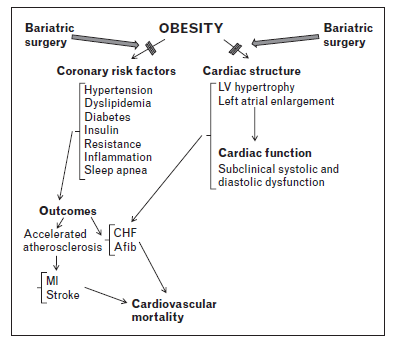 Bariatric
surgery
OBESITY
Bariatric
surgery
Coronary risk factors
Hypertension
Dyslipidemia
Diabetes
Insulin
Resistance
Inflammation
Sleep apnea
Cardiac structure
LV hypertrophy
Left atrial enlargement
Cardiac function
Subclinical systolic and
diastolic dysfunction
Outcomes
Accelerated
atherosclerosis
CHF
Afib
MI
Stroke
Cardiovascular
mortality